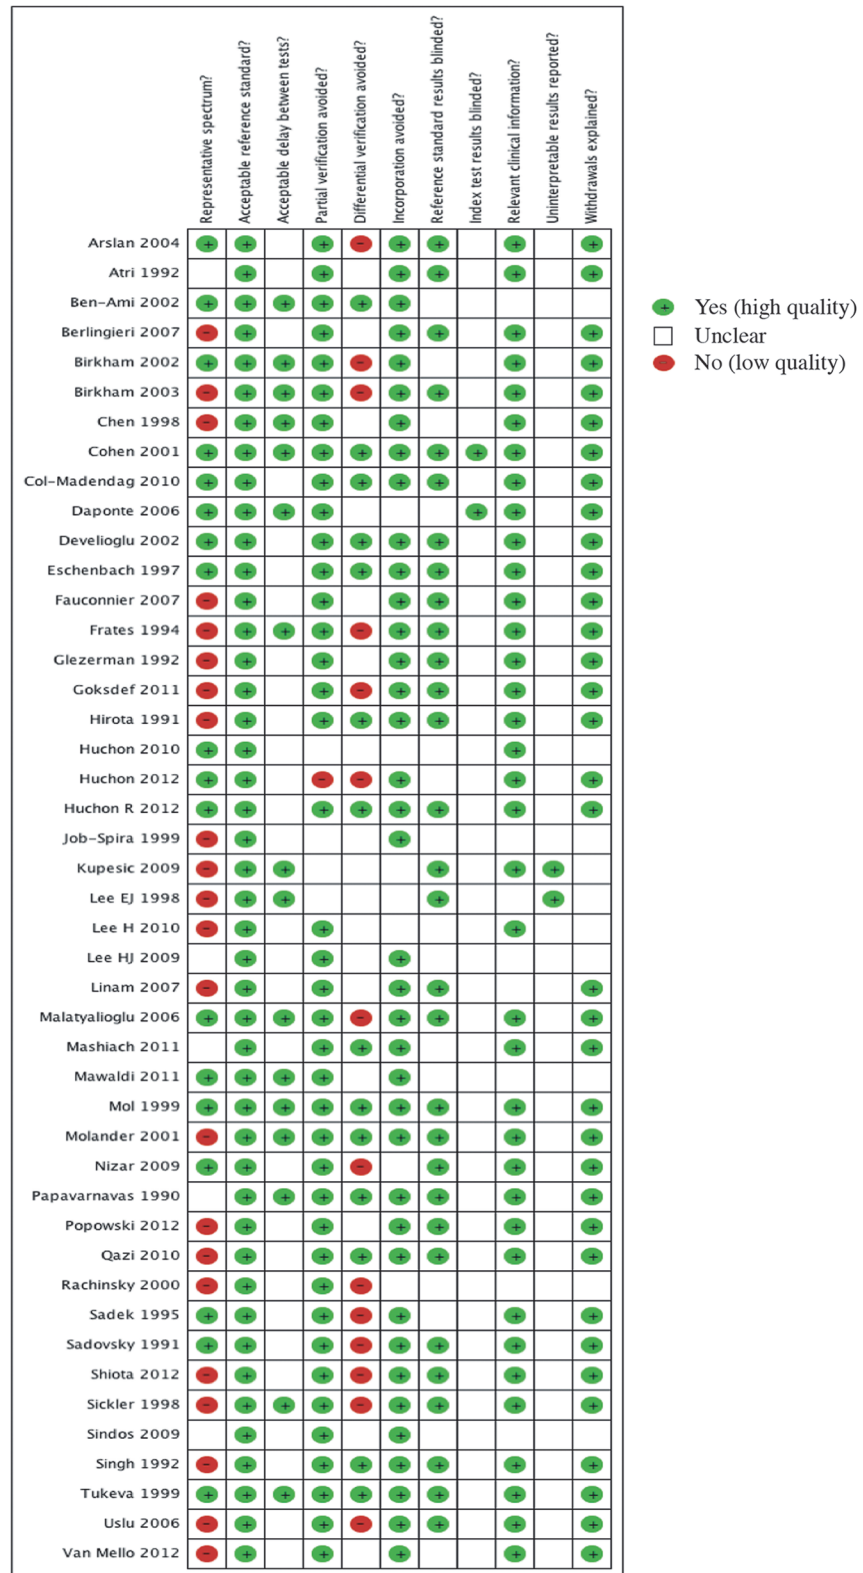 Representative spectrum?
Acceptable reference standard?
Acceptable delay between tests?
Partial verification avoided?
Differential verification avoided?
Incorporation avoided?
Reference standard results blinded?
Index test results blinded?
Relevant clinical information?
Uninterpretable results reported?
Withdrawals explained?
Arslan 2004 + + + - + + + +
Atri 1992 + + + + + +
Ben-Ami 2002 + + + + + +
Berlingieri 2007 - + + + + + +
Birkham 2002 + + + + - + + +
Birkham 2003 - + + + - + + + +
Chen 1998 - + + + + + +
Cohen 2001 + + + + + + + + + +
Col-Madendag 2010 + + + + + + + +
Daponte 2006 + + + + + + +
Develioglu 2002 + + + + + + + +
Eschenbach 1997 + + + + + + + +
Fauconnier 2007 - + + + + + +
Frates 1994 - + + + - + + + +
Glezerman 1992 - + + + + + +
Goksdef 2011 - + + - + + + +
Hirota 1991 - + + + + + + +
Huchon 2010 + + +
Huchon 2012 + + - - + + +
Huchon R 2012 + + + + + + + +
Job-Spira 1999 - + +
Kupesic 2009 - + + + + +
Lee EJ 1998 - + + + +
Lee H 2010 - + + +
Lee HJ 2009 + + +
Linam 2007 - + + + + +
Malatyalioglu 2006 + + + + - + + + +
Mashiach 2011 + + + + + +
Mawaldi 2011 + + + + +
Mol 1999 + + + + + + + + +
Molander 2001 - + + + + + + + +
Nizar 2009 + + + - + + +
Papavarnavas 1990 + + + + + + + +
Popowski 2012 - + + + + + +
Qazi 2010 - + + + + + + +
Rachinsky 2000 - + + -
Sadek 1995 + + + - + + +
Sadovsky 1991 + + + - + + + +
Shiota 2012 - + + - + + + +
Sickler 1998 - + + + - + + + +
Sindos 2009 + + +
Singh 1992 - + + + + + + +
Tukeva 1999 + + + + + + + + +
Uslu 2006 - + + - + + + +
Van Mello 2012 - + + + + +
+ Yes (high quality)
Unclear
- No (low quality)